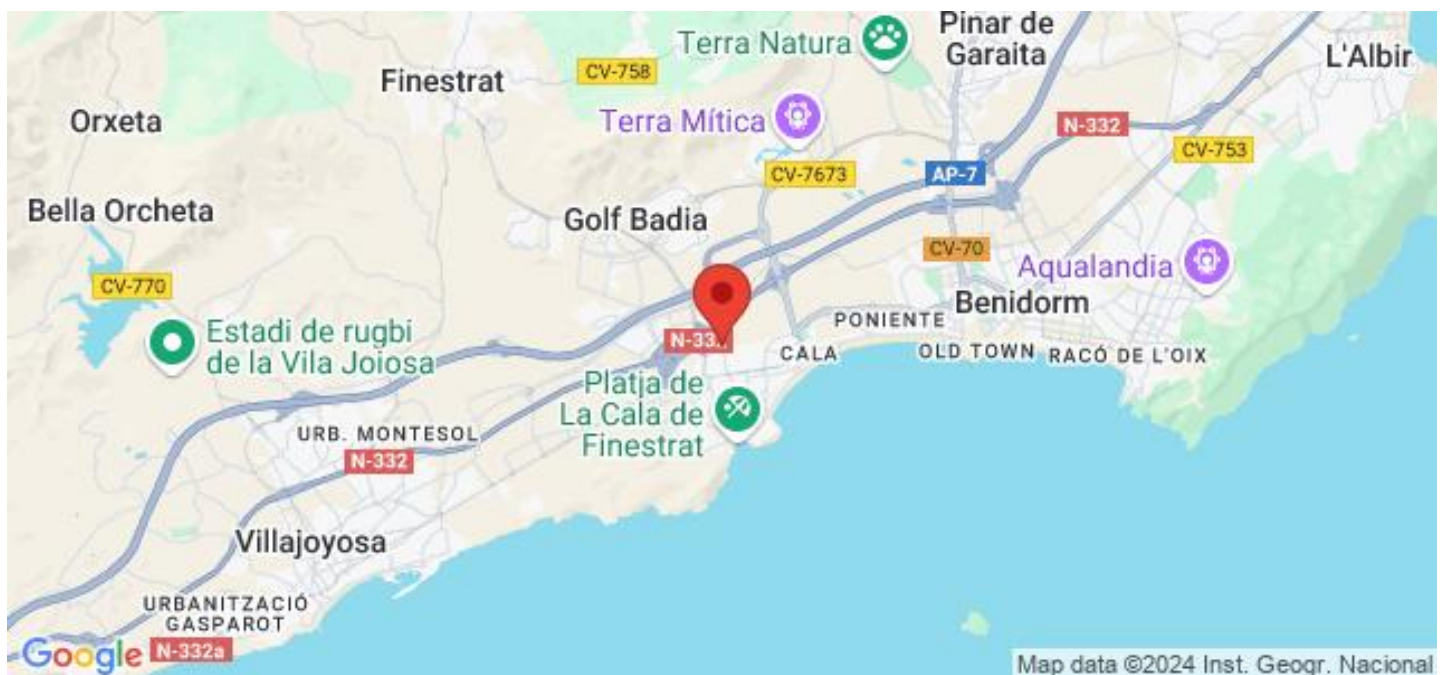 Pinar de
Garaita
Terra Natura
L'Albir
CV-758
Finestrat
Orxeta
Terra Mítica
N-332
CV-753
CV-7673
AP-7
Bella Orcheta
Golf Badia
CV-70
Aqualandia
CV-770
Benidorm
PONIENTE
Estadi de rugbi
de la Vila Joiosa
CALA
OLD TOWN
RACÓ DE L'OIX
Platja de
La Cala de
Finestrat
URB. MONTESOL
N-332
Villajoyosa
URBANITZACIÓ
GASPAROT
N-332a
Google
Map data ©2024 Inst. Geogr. Nacional